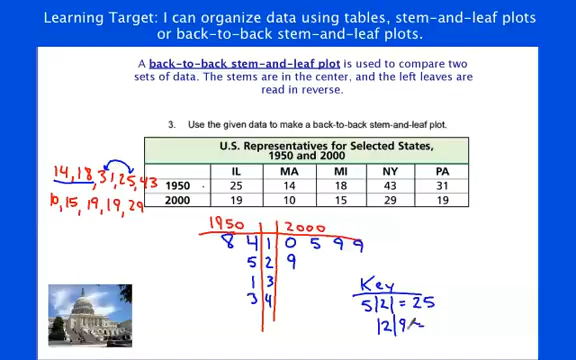 Learning Target: I can organize data using tables, stem-and-leaf plots
or back-to-back stem-and-leaf plots.
A back-to-back stem-and-leaf plot is used to compare two
sets of data. The stems are in the center, and the left leaves are
read in reverse.
3. Use the given data to make a back-to-back stem-and-leaf plot.
U.S. Representatives for Selected States,
1950 and 2000
IL MA MI NY PA
1950 25 14 18 43 31
2000 19 10 15 29 19
14, 18, 31, 25, 43
10, 15, 19, 19, 29
1950 2000
8 4 1 0 5 9 9
5 2 9
1 3
3 4
Key
5|2| = 25
|2|9 =